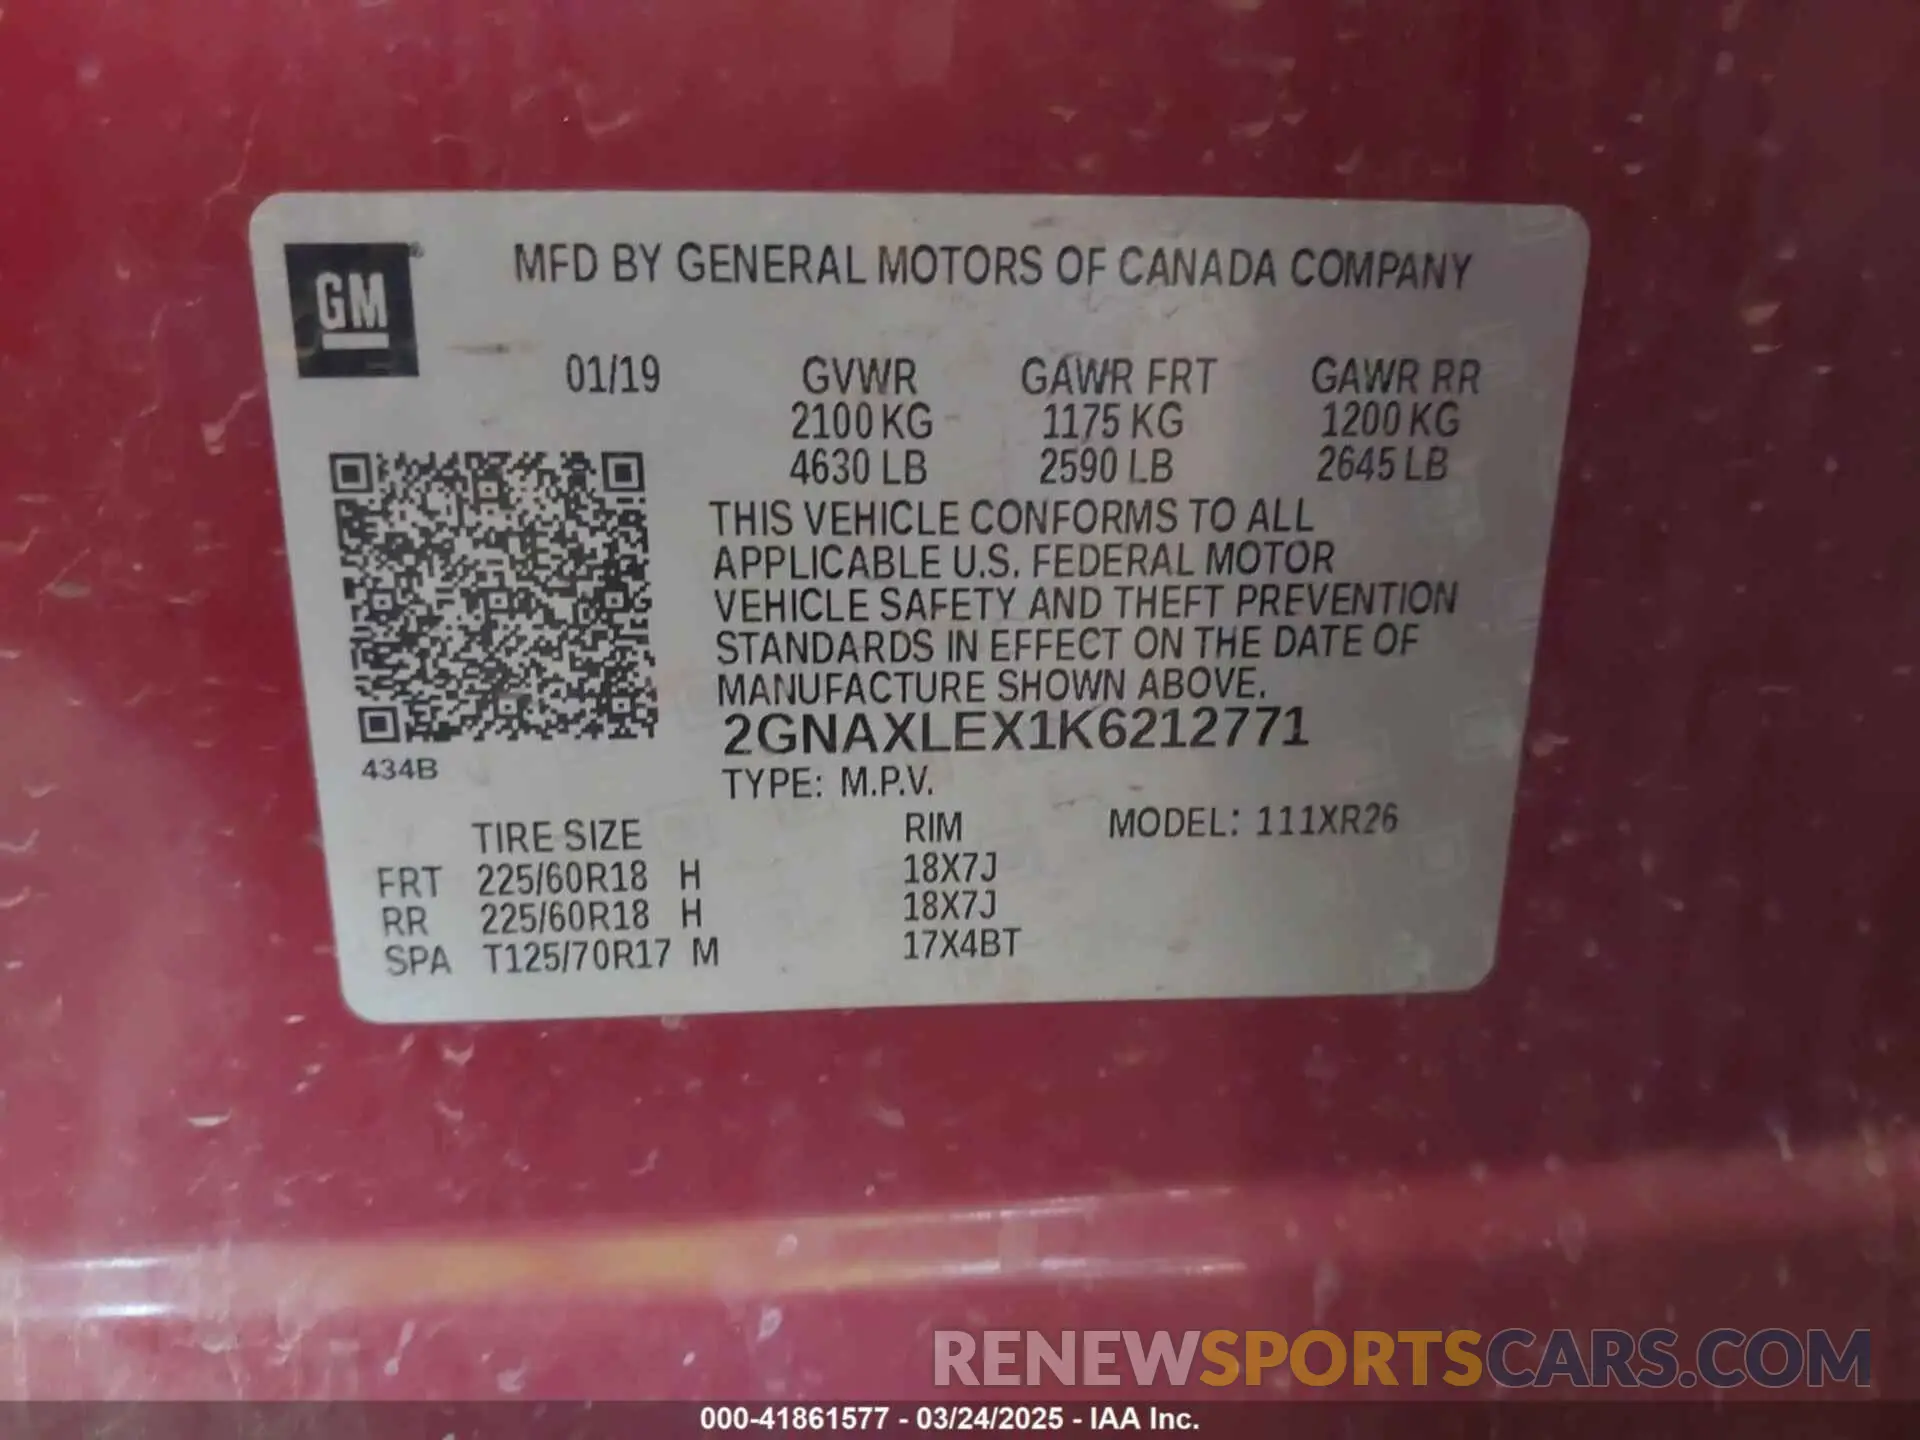 GM®
MFD BY GENERAL MOTORS OF CANADA COMPANY
01/19 GVWR GAWR FRT GAWR RR
2100 KG 1175 KG 1200 KG
4630 LB 2590 LB 2645 LB
THIS VEHICLE CONFORMS TO ALL
APPLICABLE U.S. FEDERAL MOTOR
VEHICLE SAFETY AND THEFT PREVENTION
STANDARDS IN EFFECT ON THE DATE OF
MANUFACTURE SHOWN ABOVE.
2GNAXLEX1K6212771
434B
TYPE: M.P.V.
TIRE SIZE RIM MODEL: 111XR26
FRT 225/60R18 H 18X7J
RR 225/60R18 H 18X7J
SPA T125/70R17 M 17X4BT
RENEWSPORTSCARS.COM
000-41861577 - 03/24/2025 - IAA Inc.